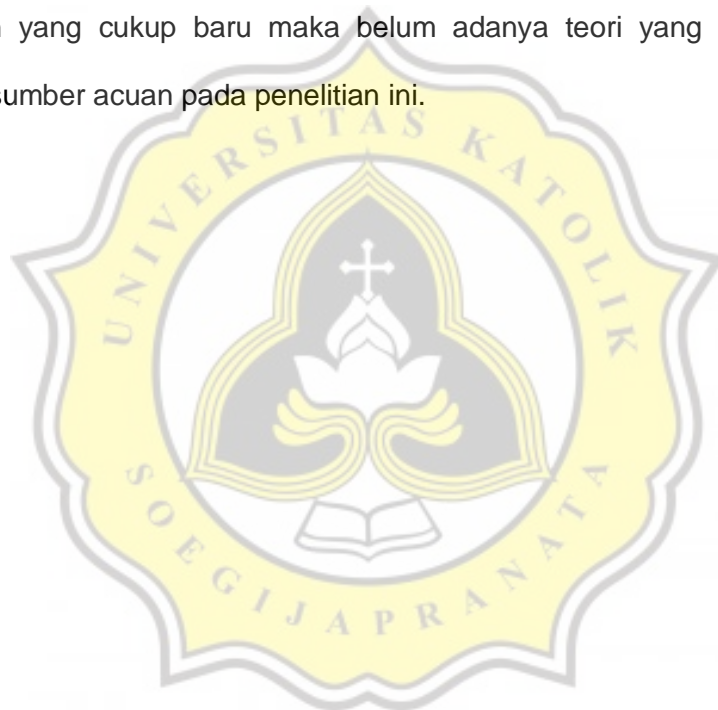 yang cukup baru maka belum adanya teori yang
sumber acuan pada penelitian ini.
UNIVERSITAS KATOLIK
SOEGIJAPRANATA